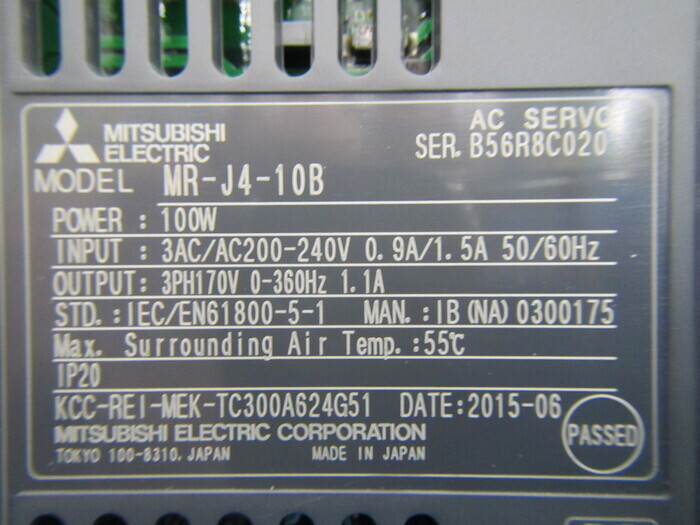 MITSUBISHI
ELECTRIC
AC SERVO
SER. B56R8C020
MODEL MR-J4-10B
POWER : 100W
INPUT : 3AC/AC200-240V 0.9A/1.5A 50/60Hz
OUTPUT: 3PH170V 0-360Hz 1.1A
STD. : IEC/EN61800-5-1 MAN. : IB(NA)0300175
Max. Surrounding Air Temp. : 55℃
IP20
KCC-REI-MEK-TC300A624G51 DATE:2015-06
MITSUBISHI ELECTRIC CORPORATION
TOKYO 100-8310, JAPAN MADE IN JAPAN
PASSED